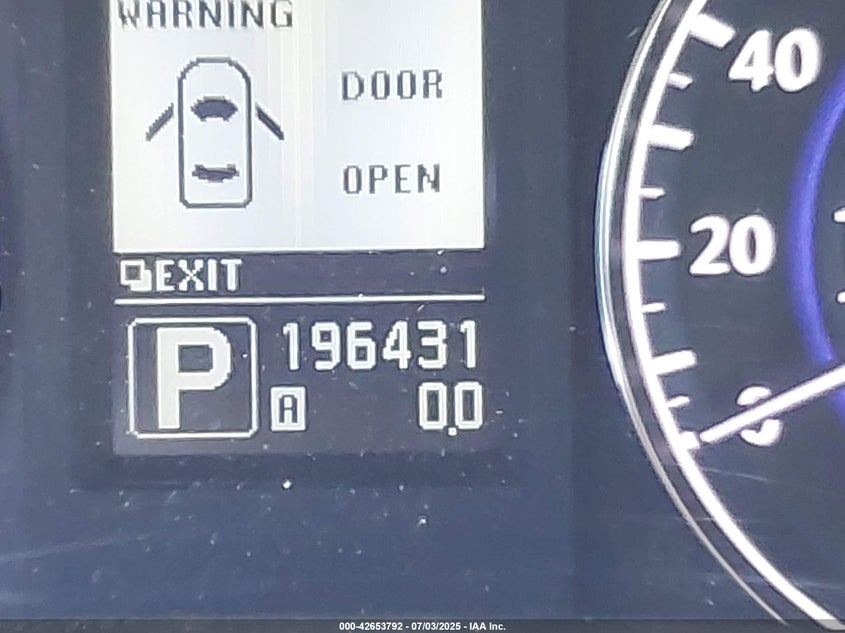 WARNING
DOOR
OPEN
EXIT
P
196431
A
0.0
40
20
000-42653792 - 07/03/2025 - IAA Inc.